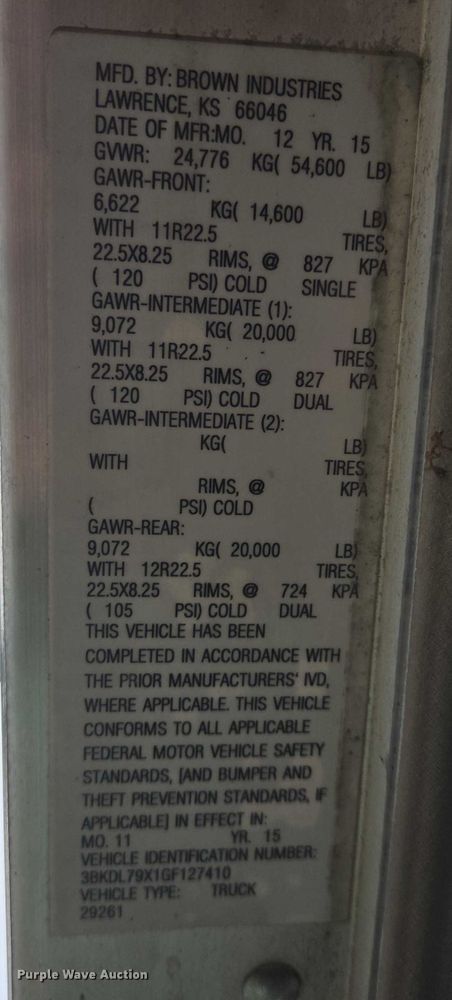 MFD. BY: BROWN INDUSTRIES
LAWRENCE, KS 66046
DATE OF MFR:MO. 12 YR. 15
GVWR: 24,776 KG( 54,600 LB)
GAWR-FRONT:
6,622 KG( 14,600 LB)
WITH 11R22.5 TIRES,
22.5X8.25 RIMS, @ 827 KPA
( 120 PSI) COLD SINGLE
GAWR-INTERMEDIATE (1):
9,072 KG( 20,000 LB)
WITH 11R22.5 TIRES,
22.5X8.25 RIMS, @ 827 KPA
( 120 PSI) COLD DUAL
GAWR-INTERMEDIATE (2):
KG( LB)
WITH TIRES,
RIMS, @ KPA
( PSI) COLD
GAWR-REAR:
9,072 KG( 20,000 LB)
WITH 12R22.5 TIRES,
22.5X8.25 RIMS, @ 724 KPA
( 105 PSI) COLD DUAL
THIS VEHICLE HAS BEEN
COMPLETED IN ACCORDANCE WITH
THE PRIOR MANUFACTURERS' IVD,
WHERE APPLICABLE. THIS VEHICLE
CONFORMS TO ALL APPLICABLE
FEDERAL MOTOR VEHICLE SAFETY
STANDARDS, [AND BUMPER AND
THEFT PREVENTION STANDARDS, IF
APPLICABLE] IN EFFECT IN:
MO. 11 YR. 15
VEHICLE IDENTIFICATION NUMBER:
3BKDL79X1GF127410
VEHICLE TYPE: TRUCK
29261
Purple Wave Auction